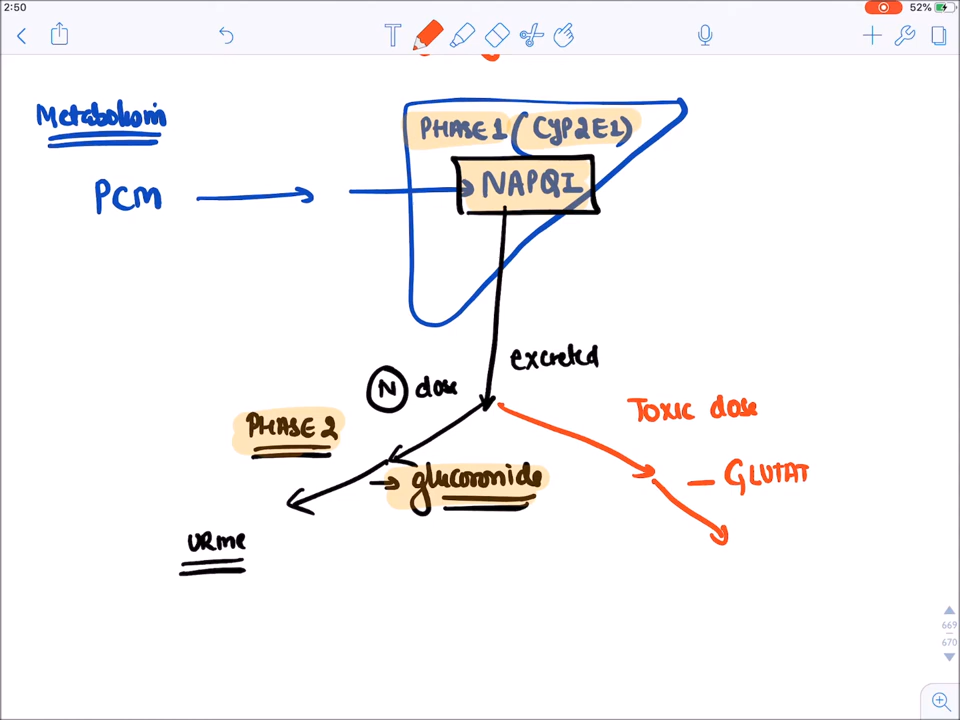 2:50
52%
T
Metabolism
PHASE 1 (CYP2E1)
PCM
NAPQI
excreted
N dose
Toxic dose
PHASE 2
glucoronide
GLUTAT
URine
669
670